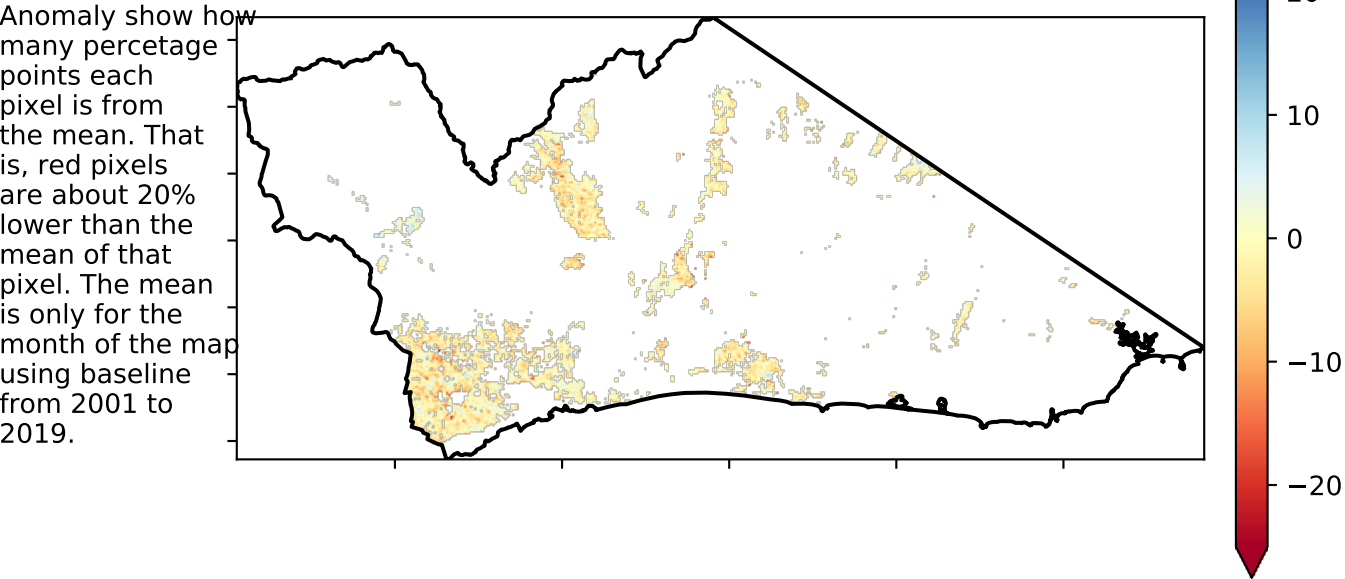 Anomaly show how
many percetage
points each
pixel is from
the mean. That
is, red pixels
are about 20%
lower than the
mean of that
pixel. The mean
is only for the
month of the map
using baseline
from 2001 to
2019.
10
0
−10
−20